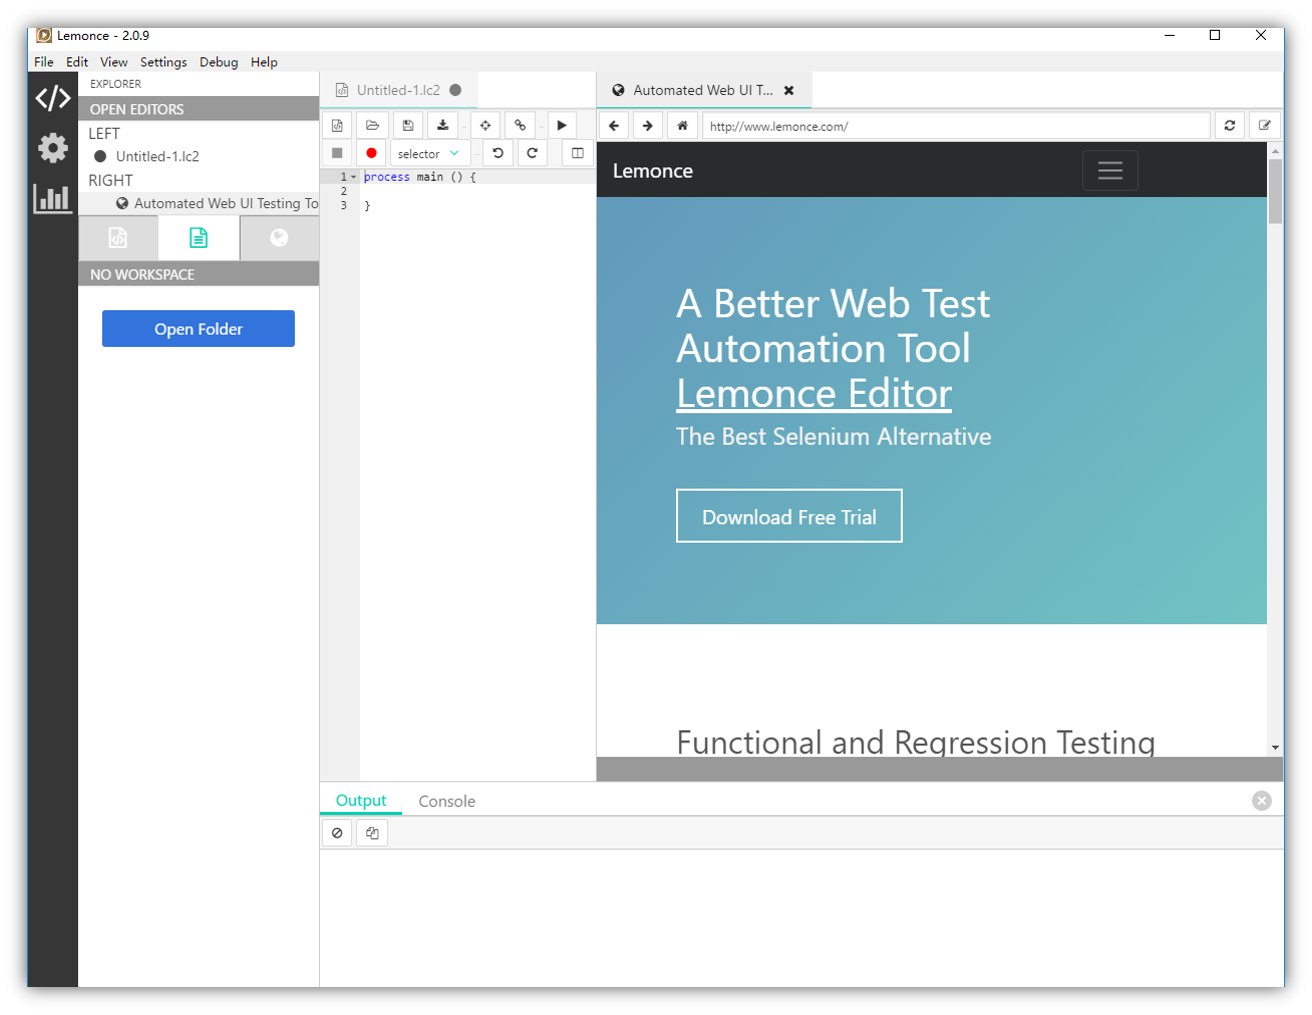 Lemonce - 2.0.9
File Edit View Settings Debug Help
EXPLORER
OPEN EDITORS
LEFT
Untitled-1.lc2
RIGHT
Automated Web UI Testing To
NO WORKSPACE
Open Folder
Untitled-1.lc2
selector
1 process main () {
2
3 }
Automated Web UI T...
http://www.lemonce.com/
Lemonce
A Better Web Test
Automation Tool
Lemonce Editor
The Best Selenium Alternative
Download Free Trial
Functional and Regression Testing
Output Console